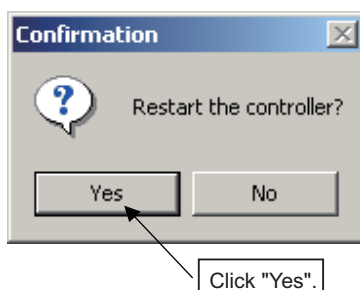 Confirmation
Restart the controller?
Yes No
Click "Yes".